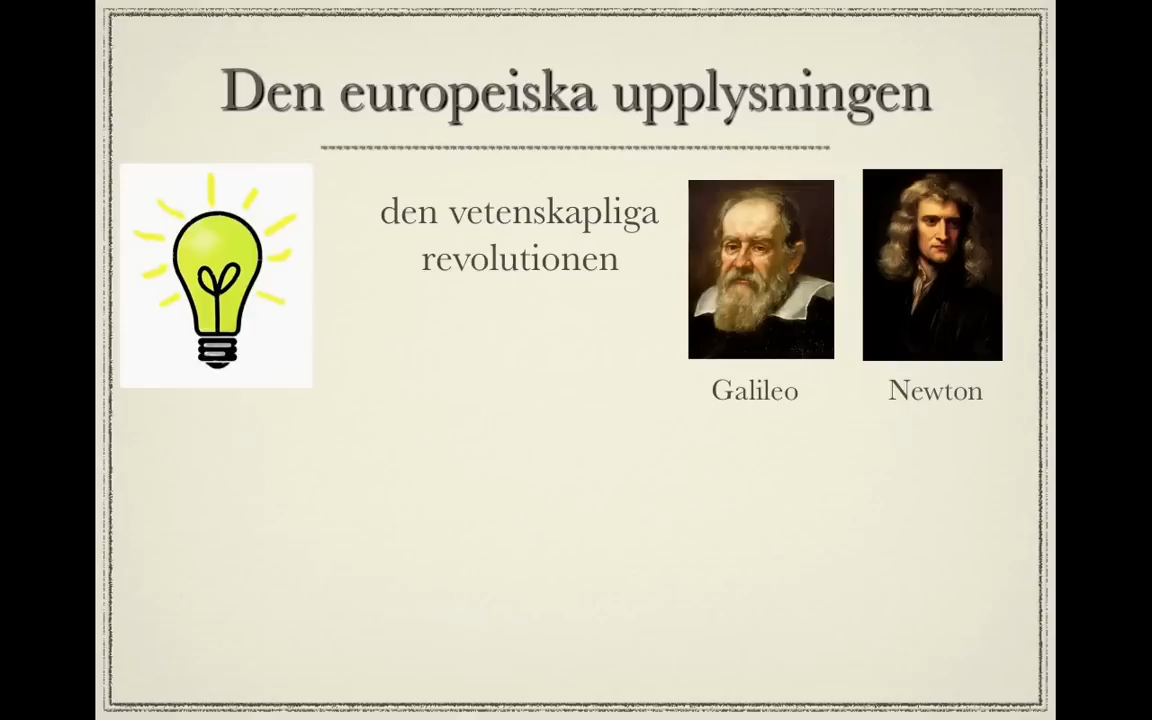 Den europeiska upplysningen
den vetenskapliga
revolutionen
Galileo
Newton